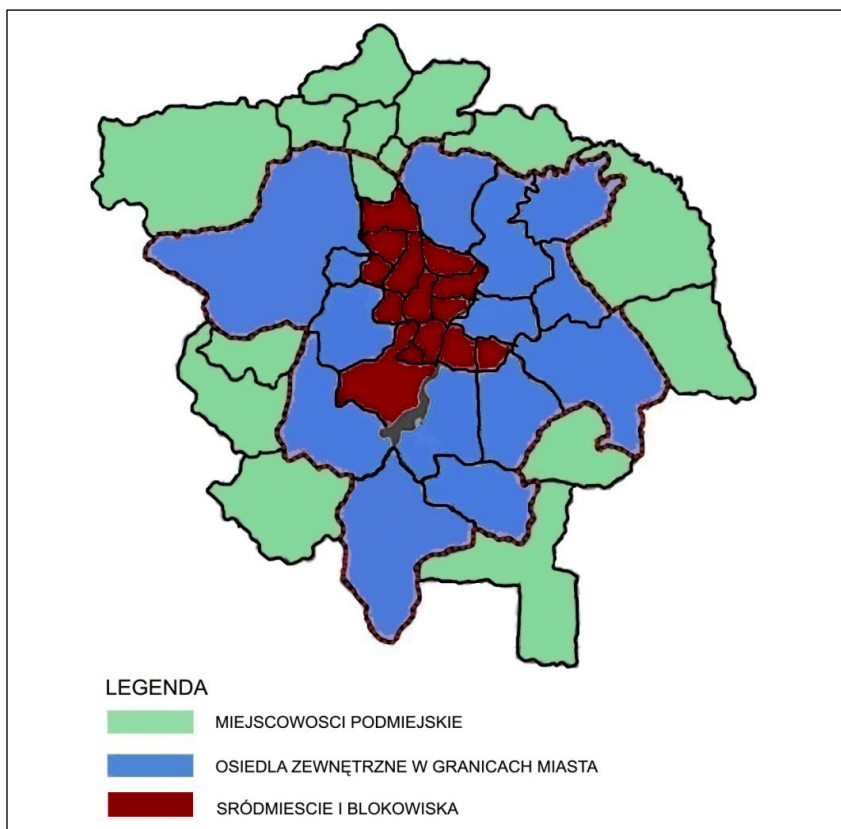 LEGENDA
MIEJSCOWOSCI PODMIEJSKIE
OSIEDLA ZEWNĘTRZNE W GRANICACH MIASTA
SRÓDMIESCIE I BLOKOWISKA